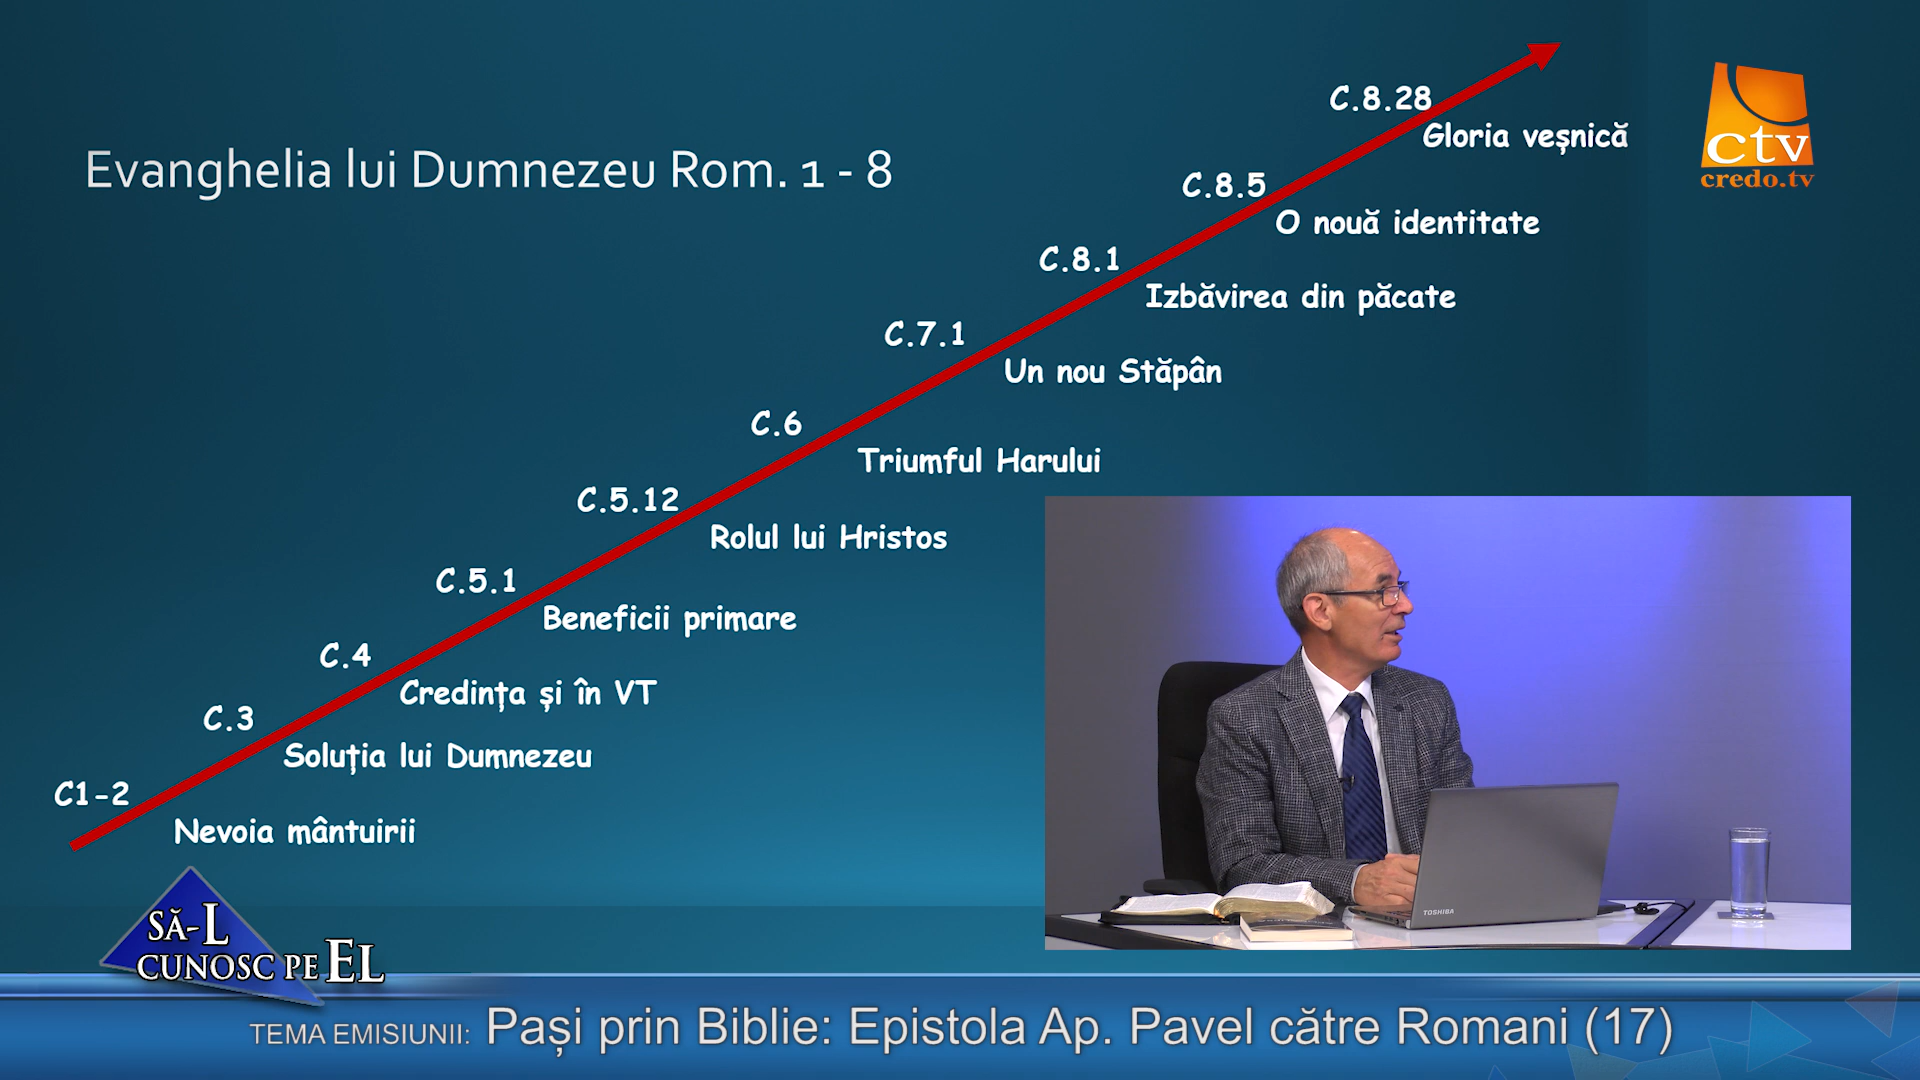 Evanghelia lui Dumnezeu Rom. 1 - 8
C.8.28
Gloria veșnică
C.8.5
O nouă identitate
C.8.1
Izbăvirea din păcate
C.7.1
Un nou Stăpân
C.6
Triumful Harului
C.5.12
Rolul lui Hristos
C.5.1
Beneficii primare
C.4
Credința și în VT
C.3
Soluția lui Dumnezeu
C1-2
Nevoia mântuirii
ctv
credo.tv
TOSHIBA
SĂ-L
CUNOSC PE EL
TEMA EMISIUNII: Pași prin Biblie: Epistola Ap. Pavel către Romani (17)